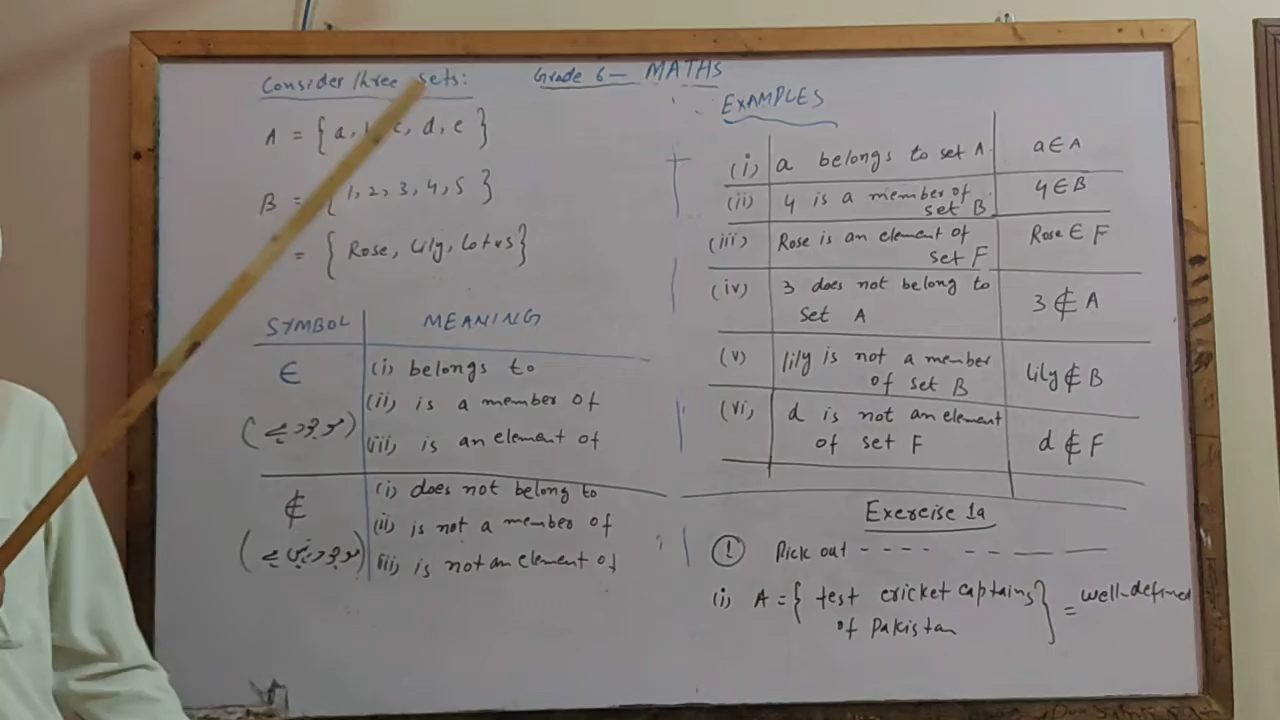 Grade 6 — MATHS
Consider three sets:
A = { a, c, d, e }
B = { 1, 2, 3, 4, 5 }
= { Rose, Lily, Lotus }
SYMBOL MEANING
∈ (i) belongs to
(موجود ہے) (ii) is a member of
(iii) is an element of
∉ (i) does not belong to
(موجود نہیں ہے) (ii) is not a member of
(iii) is not an element of
EXAMPLES
(i) a belongs to set A. a ∈ A
(ii) 4 is a member of 4 ∈ B
set B
(iii) Rose is an element of Rose ∈ F
set F
(iv) 3 does not belong to 3 ∉ A
set A
(v) lily is not a member lily ∉ B
of set B
(vi) d is not an element d ∉ F
of set F
Exercise 1a
① Pick out - - - - — — — —
(i) A = { test cricket captains } = well-defined
of Pakistan